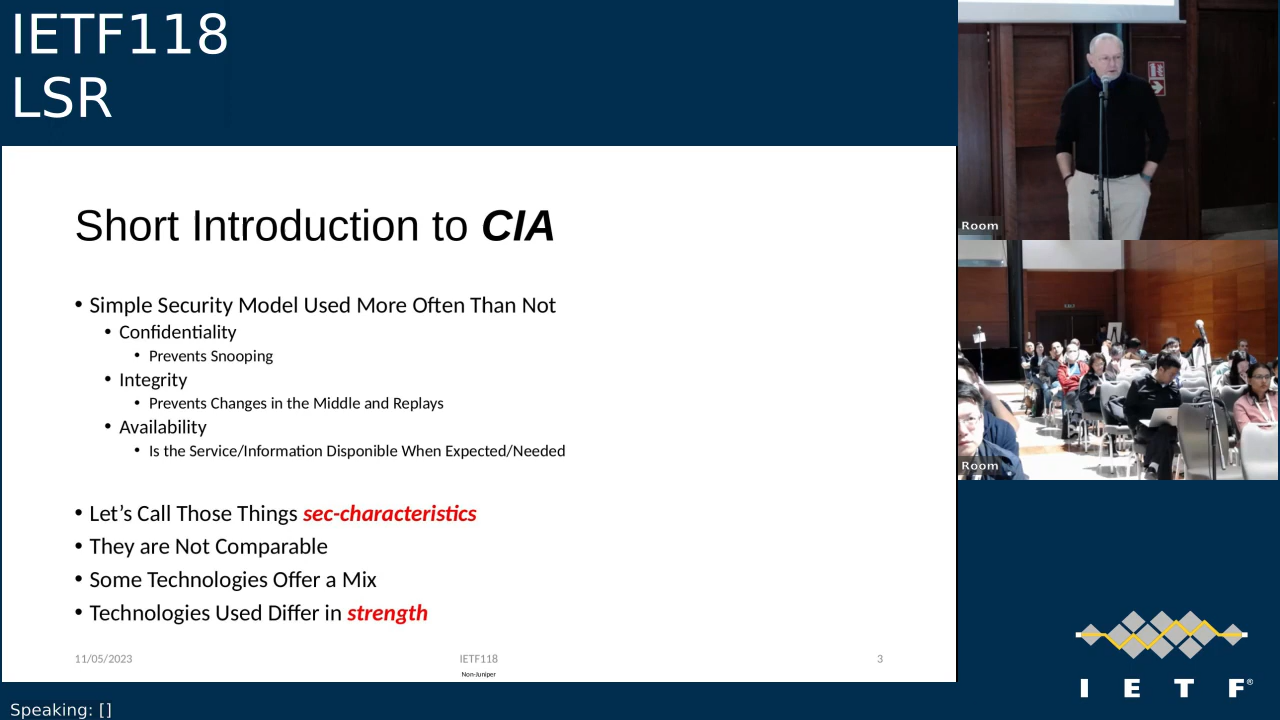 IETF118
LSR
Short Introduction to CIA
• Simple Security Model Used More Often Than Not
• Confidentiality
• Prevents Snooping
• Integrity
• Prevents Changes in the Middle and Replays
• Availability
• Is the Service/Information Disponible When Expected/Needed
• Let’s Call Those Things sec-characteristics
• They are Not Comparable
• Some Technologies Offer a Mix
• Technologies Used Differ in strength
11/05/2023
IETF118
3
Non-Juniper
Room
Room
I E T F®
Speaking: []